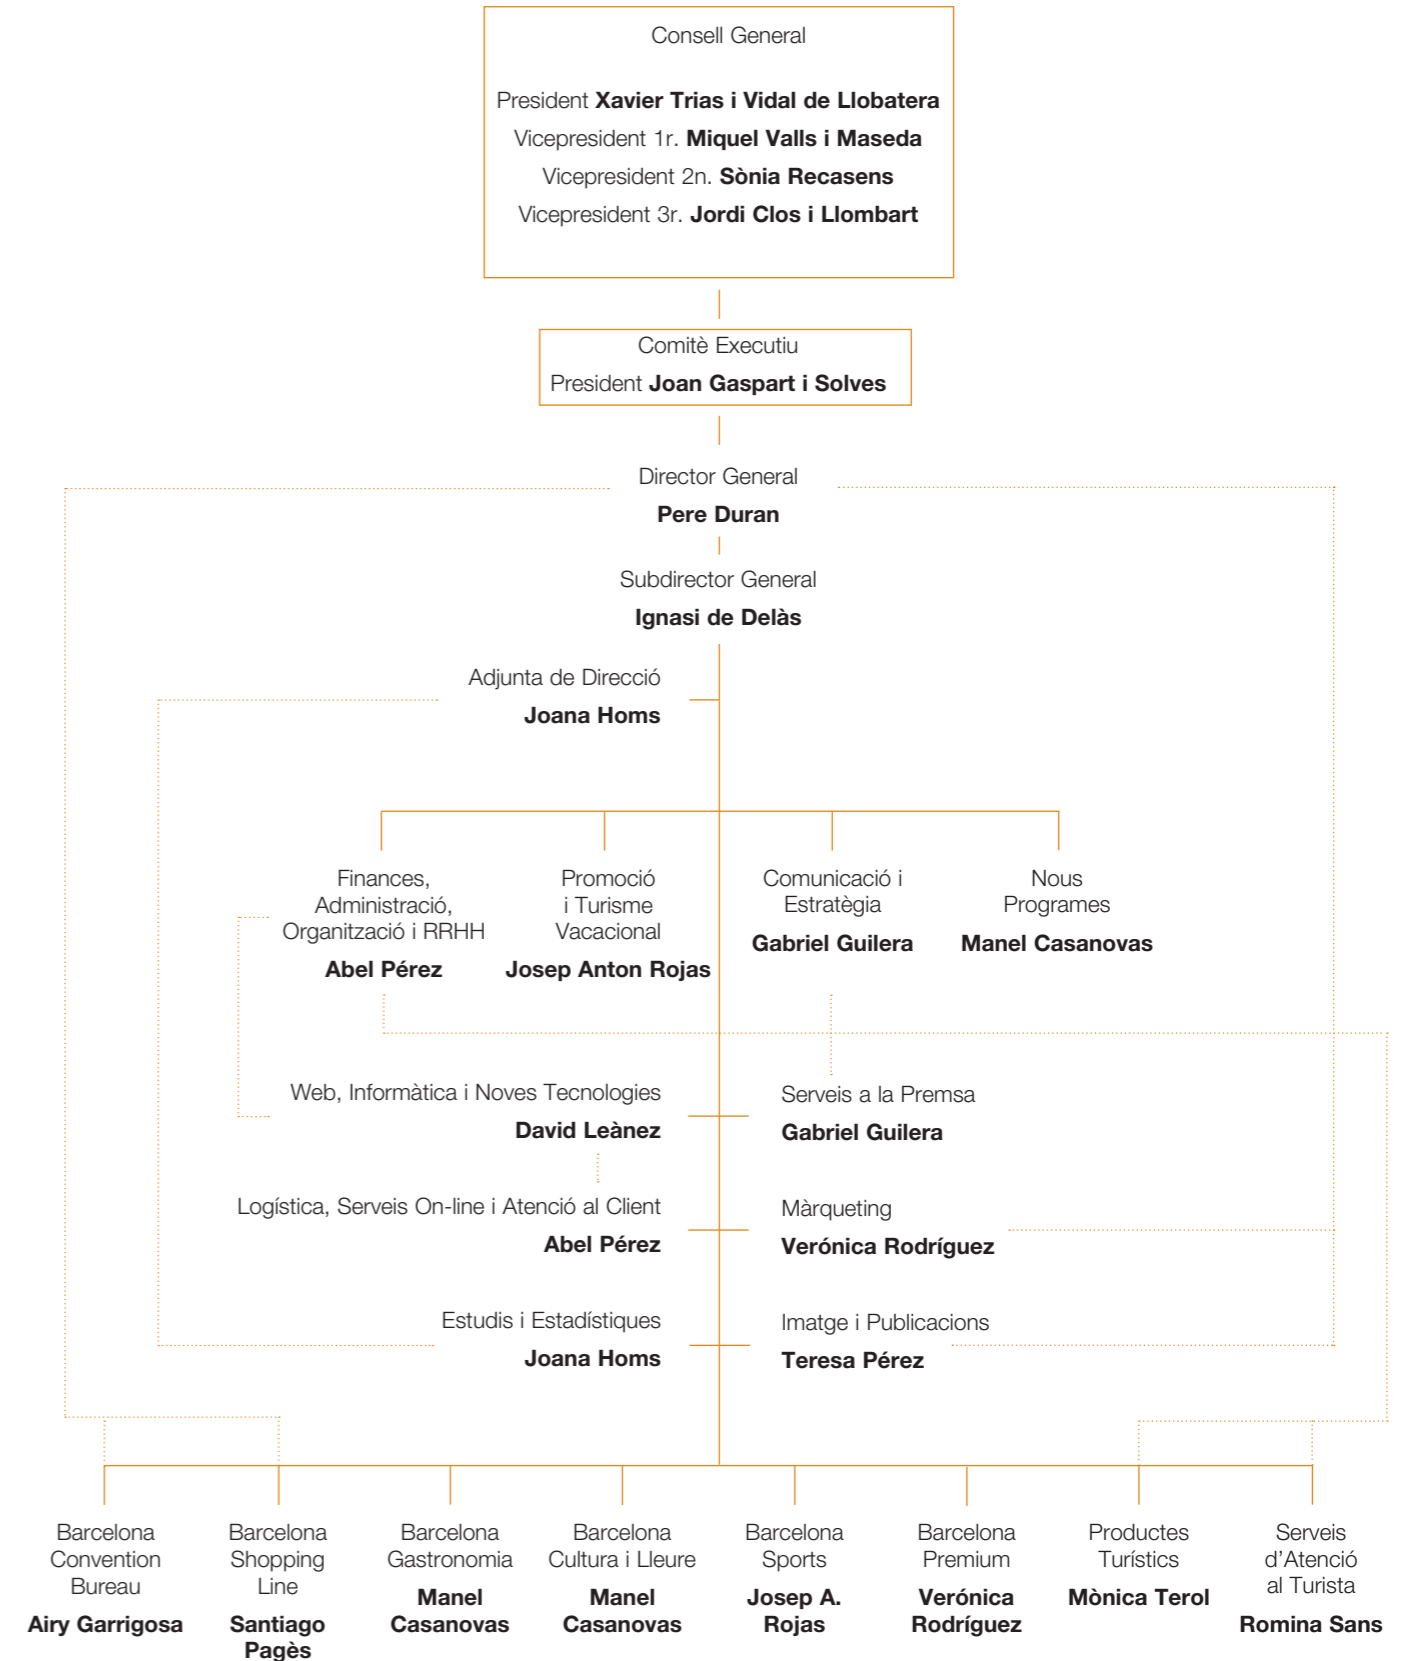 Consell General
President Xavier Trias i Vidal de Llobatera
Vicepresident 1r. Miquel Valls i Maseda
Vicepresident 2n. Sònia Recasens
Vicepresident 3r. Jordi Clos i Llombart
Comitè Executiu
President Joan Gaspart i Solves
Director General
Pere Duran
Subdirector General
Ignasi de Delàs
Adjunta de Direcció
Joana Homs
Finances,
Administració,
Organització i RRHH
Abel Pérez
Promoció
i Turisme
Vacacional
Josep Anton Rojas
Comunicació i
Estratègia
Gabriel Guilera
Nous
Programes
Manel Casanovas
Web, Informàtica i Noves Tecnologies
David Leànez
Serveis a la Premsa
Gabriel Guilera
Logística, Serveis On-line i Atenció al Client
Abel Pérez
Màrqueting
Verónica Rodríguez
Estudis i Estadístiques
Joana Homs
Imatge i Publicacions
Teresa Pérez
Barcelona
Convention
Bureau
Airy Garrigosa
Barcelona
Shopping
Line
Santiago
Pagès
Barcelona
Gastronomia
Manel
Casanovas
Barcelona
Cultura i Lleure
Manel
Casanovas
Barcelona
Sports
Josep A.
Rojas
Barcelona
Premium
Verónica
Rodríguez
Productes
Turístics
Mònica Terol
Serveis
d'Atenció
al Turista
Romina Sans